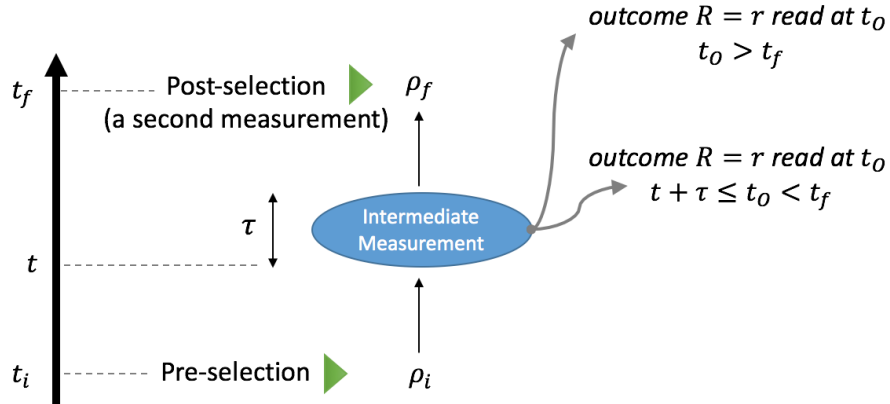 outcome R = r read at t_O
t_O > t_f
t_f
Post-selection
(a second measurement)
ρ_f
outcome R = r read at t_O
t + τ ≤ t_O < t_f
τ
Intermediate
Measurement
t
t_i
Pre-selection
ρ_i